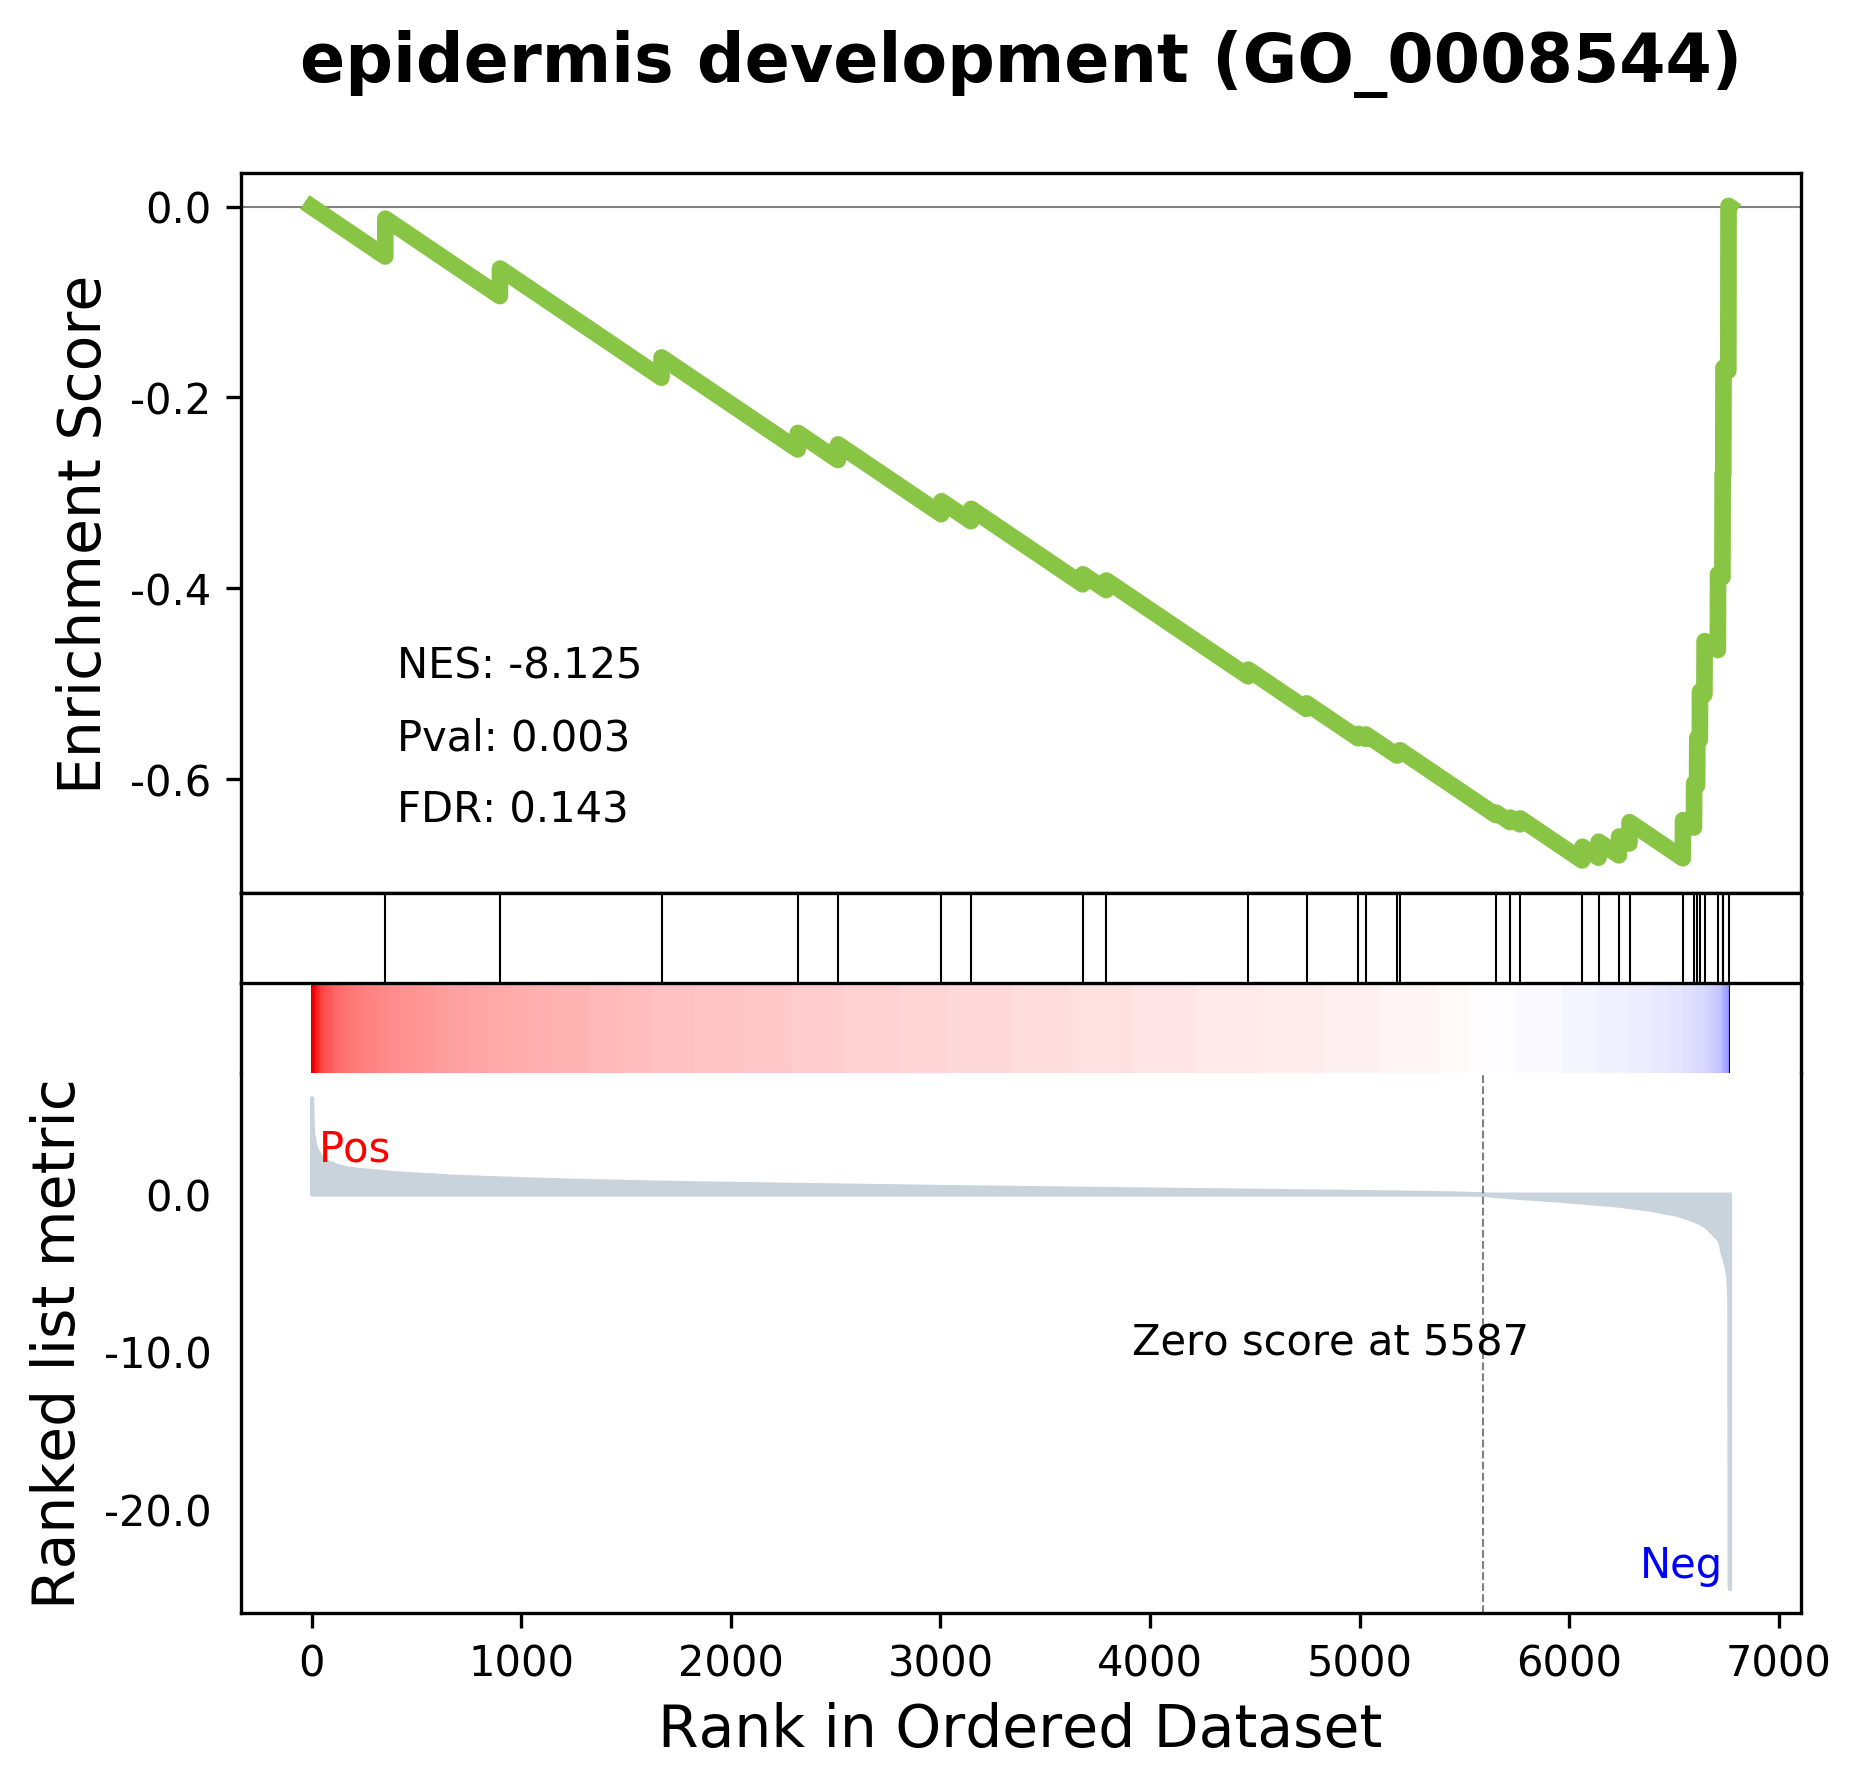 epidermis development (GO_0008544)
Enrichment Score
0.0
-0.2
-0.4
-0.6
NES: -8.125
Pval: 0.003
FDR: 0.143
Ranked list metric
Pos
0.0
-10.0
-20.0
Zero score at 5587
Neg
0 1000 2000 3000 4000 5000 6000 7000
Rank in Ordered Dataset